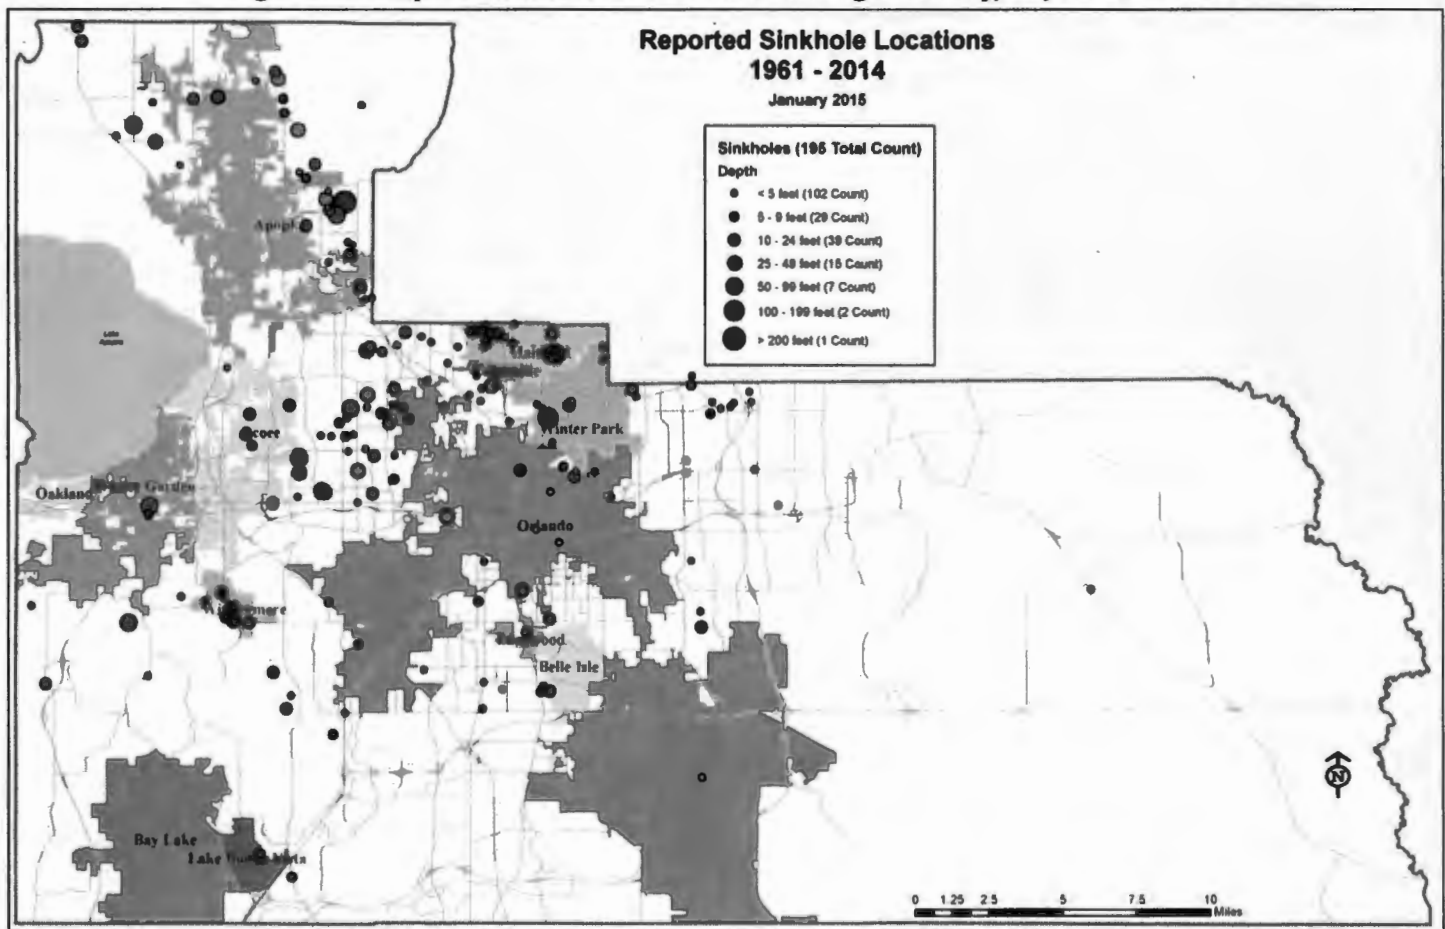 Reported Sinkhole Locations
1961 - 2014
January 2015
Sinkholes (195 Total Count)
Depth
< 5 feet (102 Count)
5 - 9 feet (29 Count)
10 - 24 feet (39 Count)
25 - 49 feet (15 Count)
50 - 99 feet (7 Count)
100 - 199 feet (2 Count)
> 200 feet (1 Count)
Winter Park
Oakland
Garden
Orlando
Belle Isle
Bay Lake
Lake
N
0 1.25 2.5 5 7.5 10
Miles